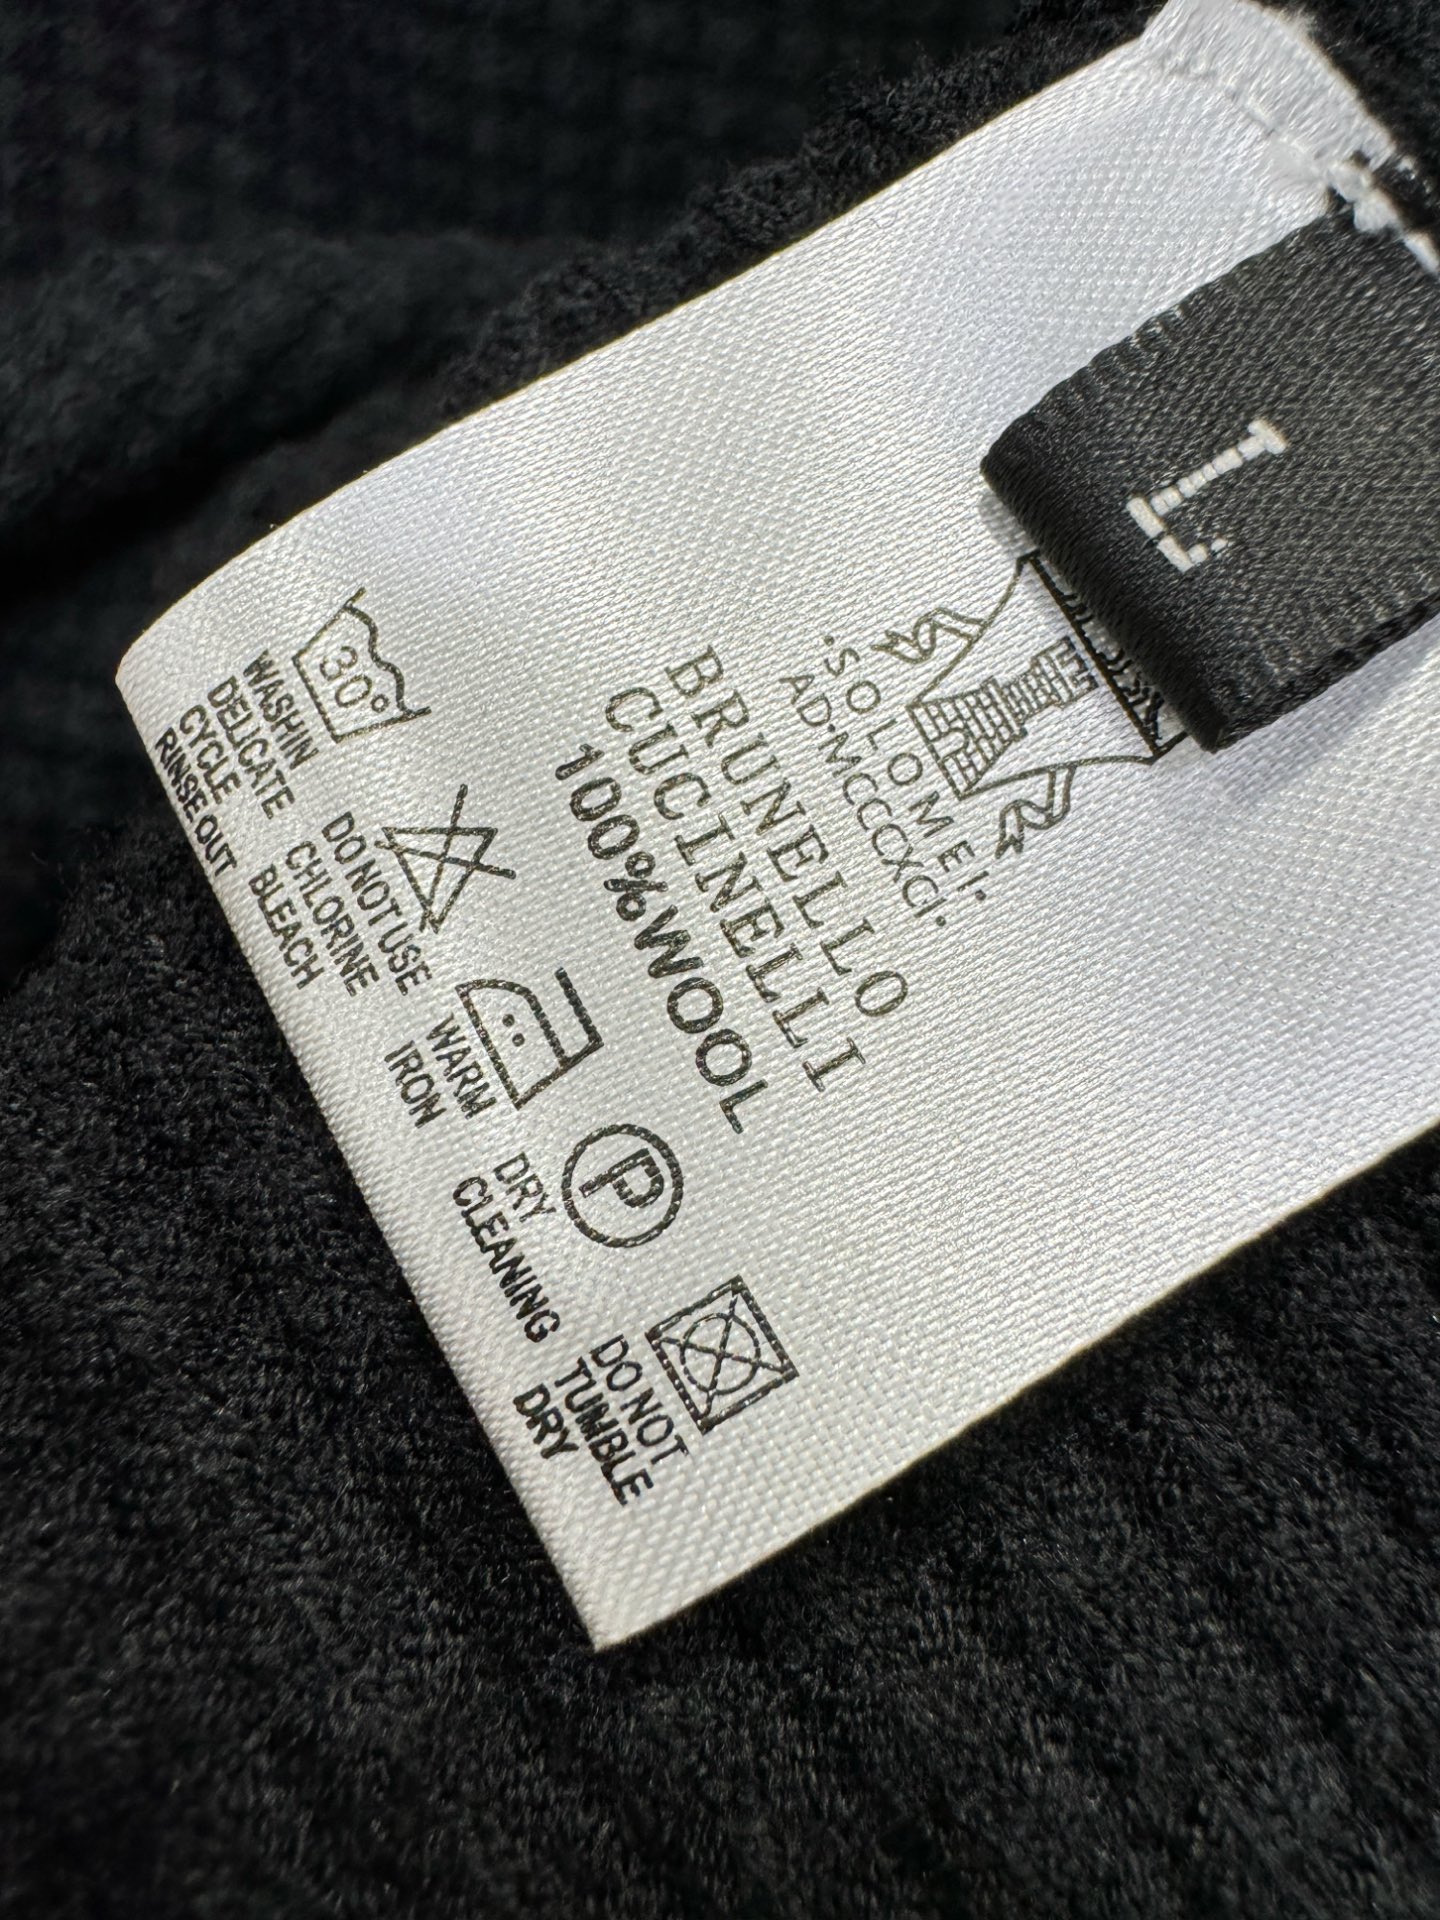 L
·SOLOMEI·
AD·MCCCXCI·
BRUNELLO
CUCINELLI
100%WOOL
30°
WASHIN
DELICATE
CYCLE
RINSE OUT
DO NOT USE
CHLORINE
BLEACH
WARM
IRON
P
DRY
CLEANING
DO NOT
TUMBLE
DRY